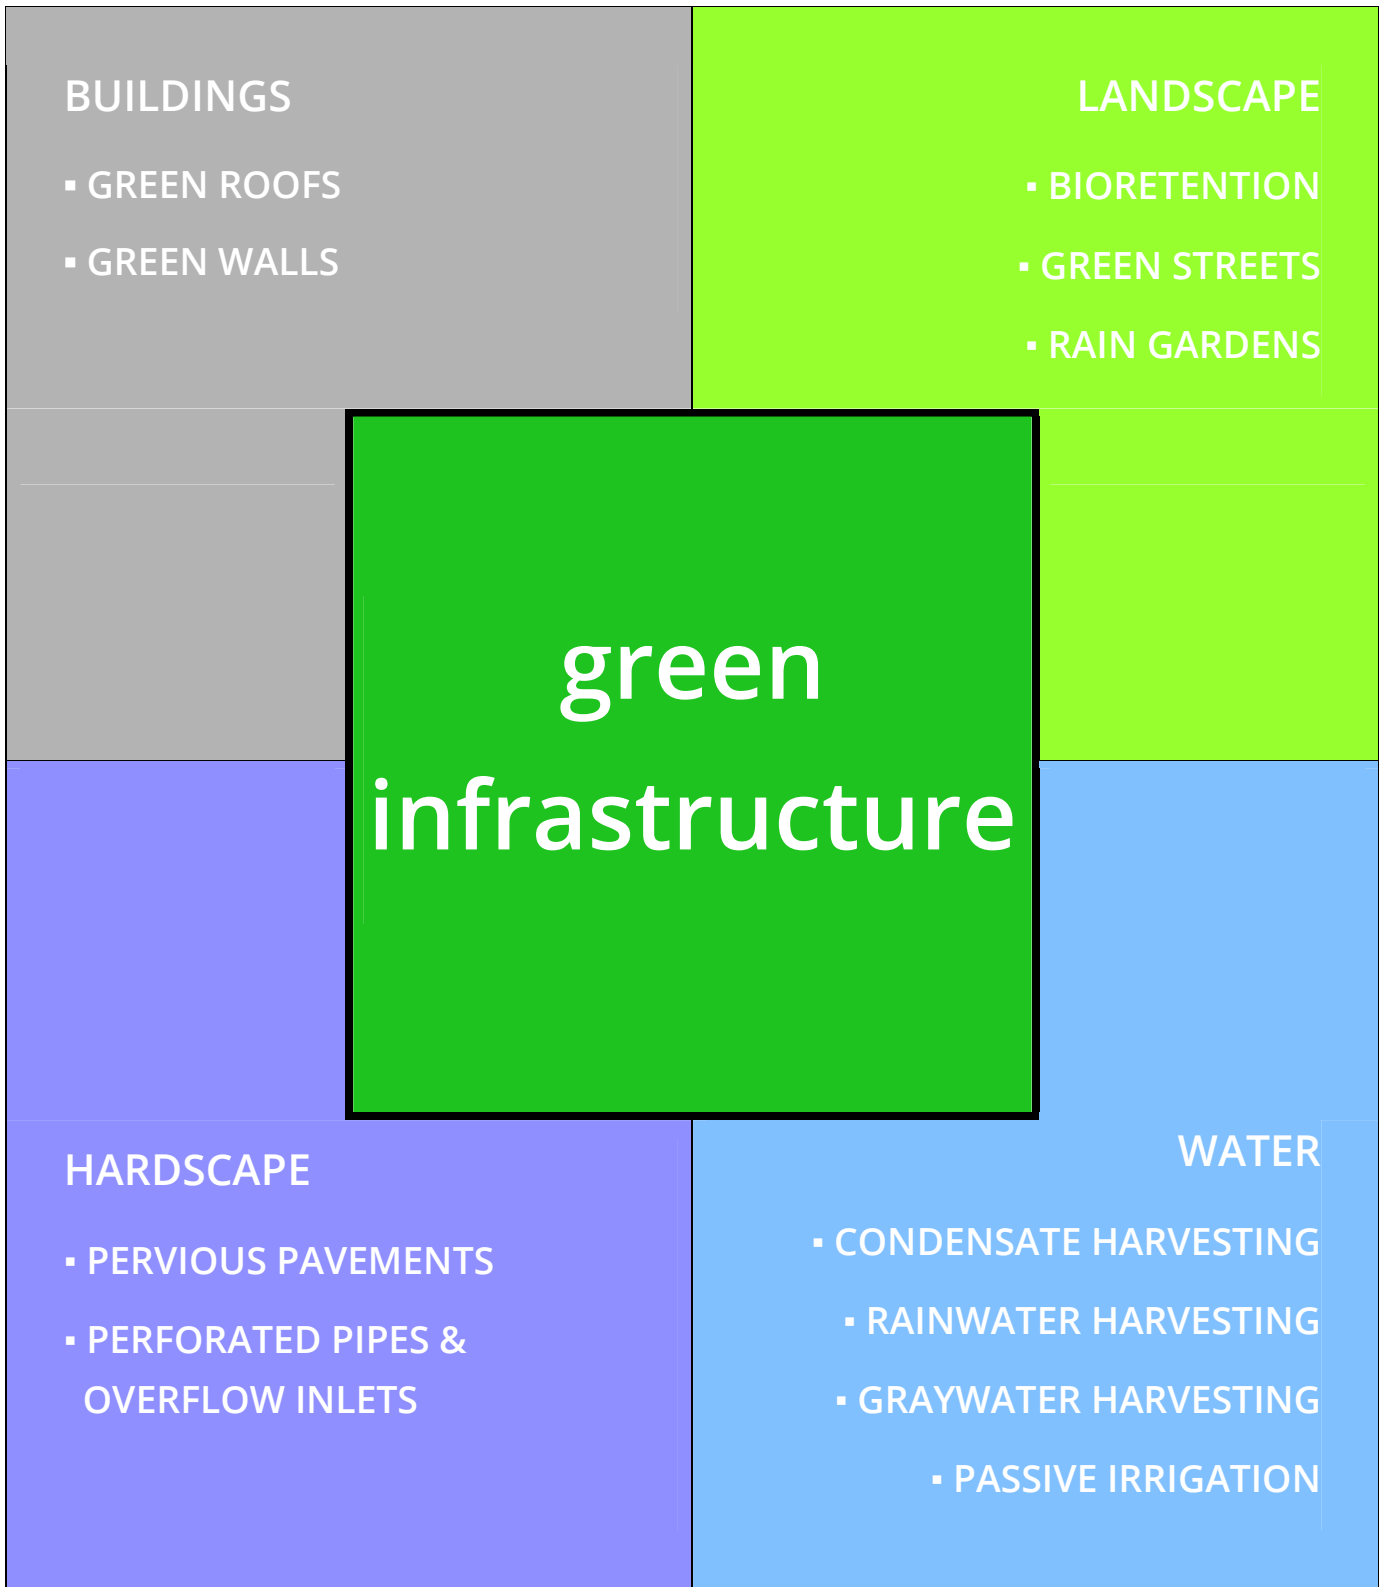 BUILDINGS
▪ GREEN ROOFS
▪ GREEN WALLS
LANDSCAPE
▪ BIORETENTION
▪ GREEN STREETS
▪ RAIN GARDENS
green
infrastructure
HARDSCAPE
▪ PERVIOUS PAVEMENTS
▪ PERFORATED PIPES &
OVERFLOW INLETS
WATER
▪ CONDENSATE HARVESTING
▪ RAINWATER HARVESTING
▪ GRAYWATER HARVESTING
▪ PASSIVE IRRIGATION